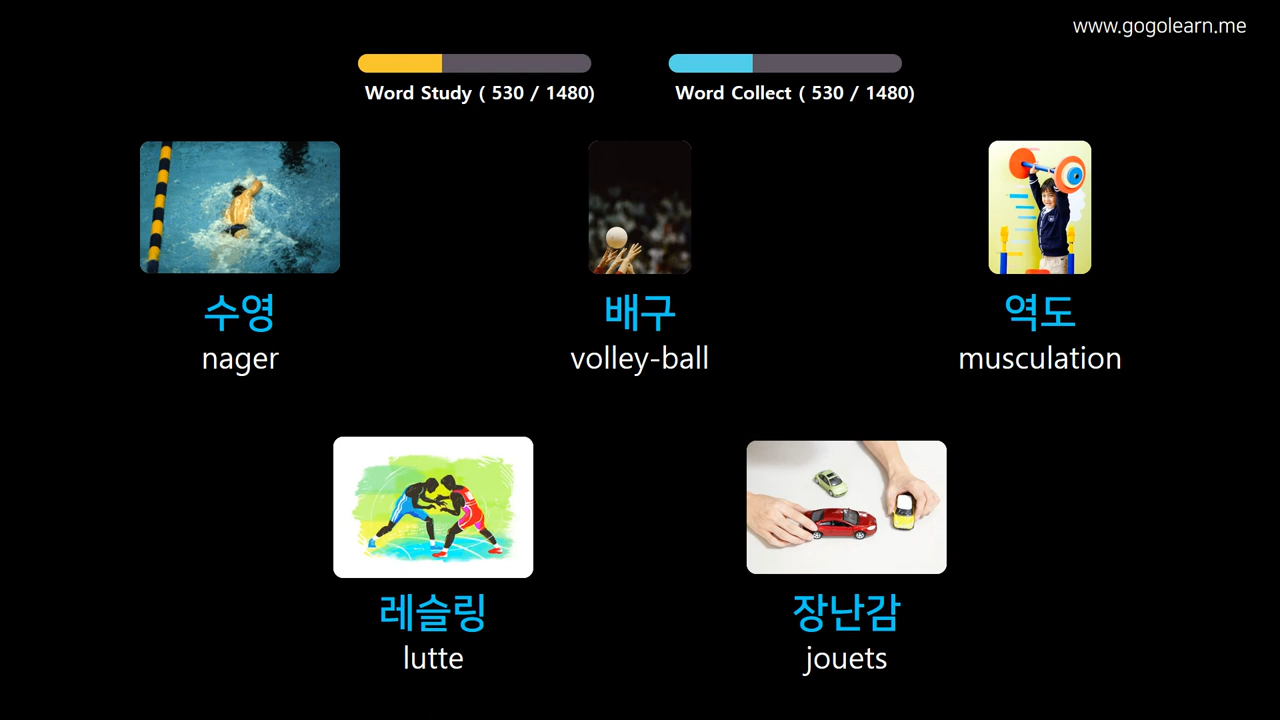 www.gogolearn.me
Word Study ( 530 / 1480)
Word Collect ( 530 / 1480)
수영
nager
배구
volley-ball
역도
musculation
레슬링
lutte
장난감
jouets